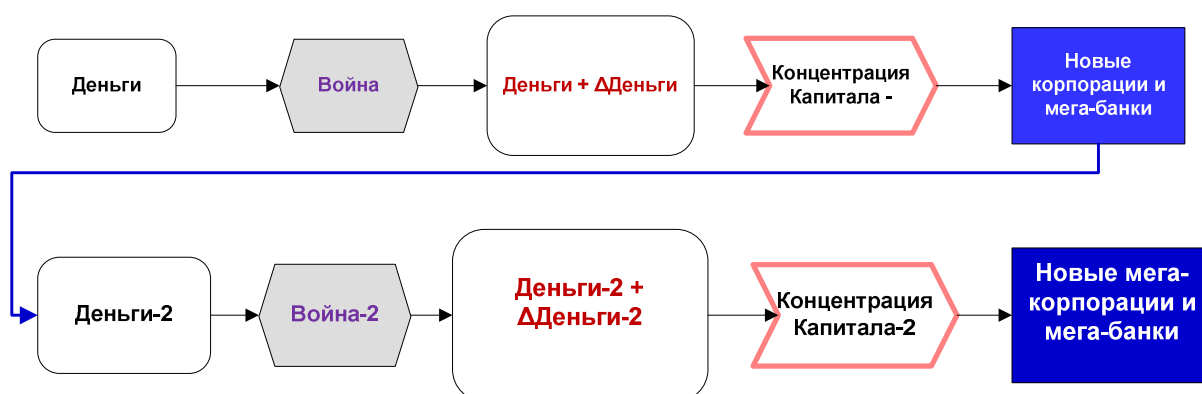 Деньги
Война
Деньги + ΔДеньги
Концентрация
Капитала -
Новые
корпорации и
мега-банки
Деньги-2
Война-2
Деньги-2 +
ΔДеньги-2
Концентрация
Капитала-2
Новые мега-
корпорации и
мега-банки